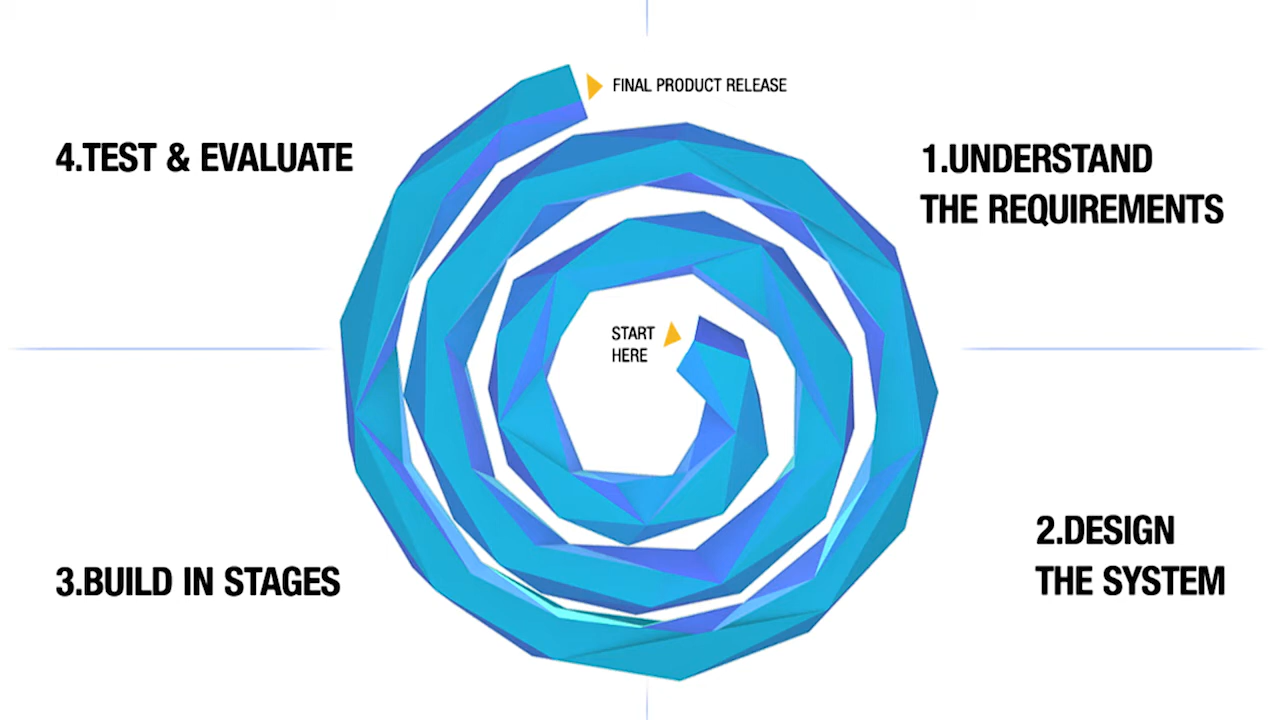 FINAL PRODUCT RELEASE
4.TEST & EVALUATE
1.UNDERSTAND
THE REQUIREMENTS
START
HERE
2.DESIGN
THE SYSTEM
3.BUILD IN STAGES